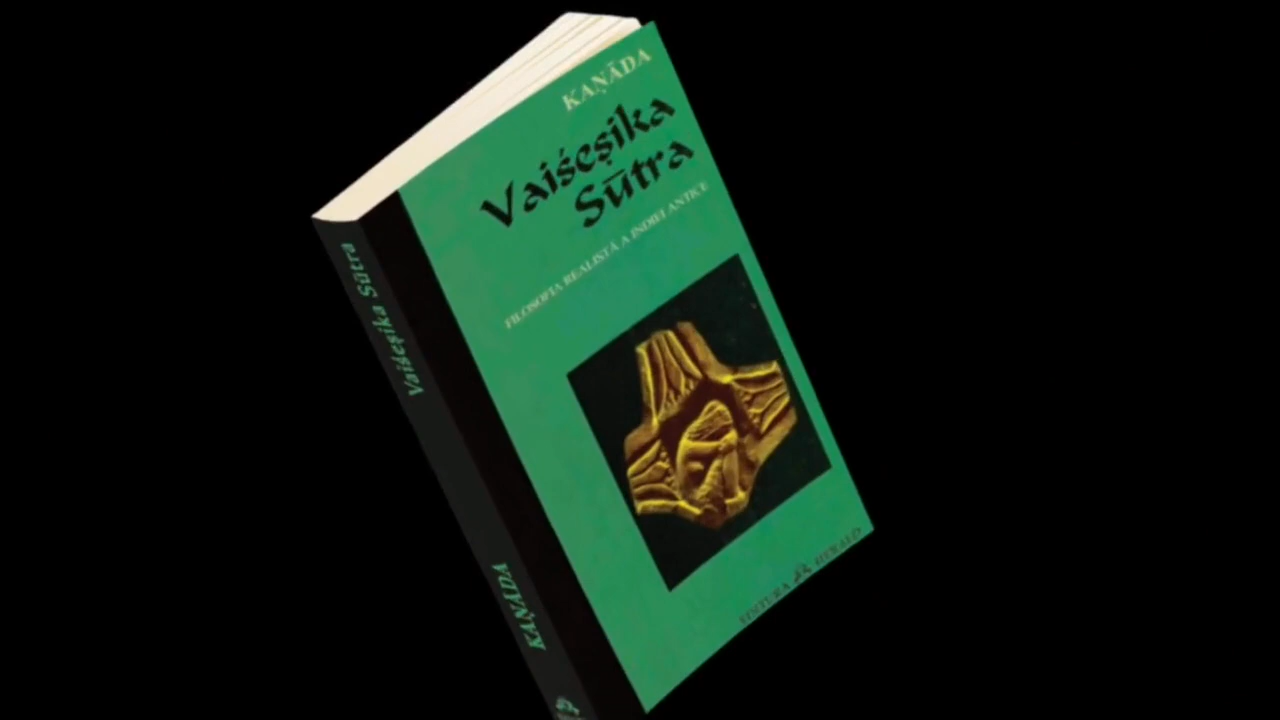 KAṆĀDA
Vaiśeṣika
Sūtra
FILOSOFIA REALISTĂ A INDIEI ANTICE
EDITURA HERALD
Vaiśeṣika Sūtra
KAṆĀDA